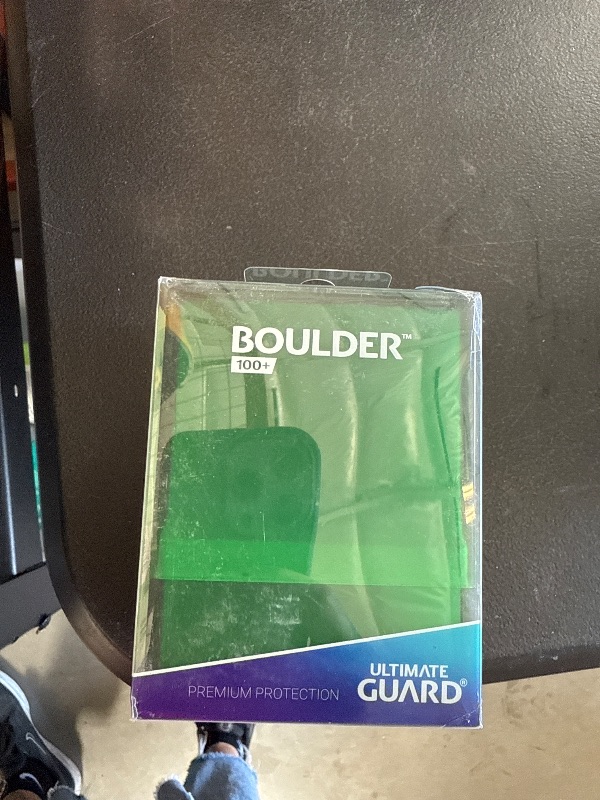 BOULDER™
100+
ULTIMATE
GUARD®
PREMIUM PROTECTION